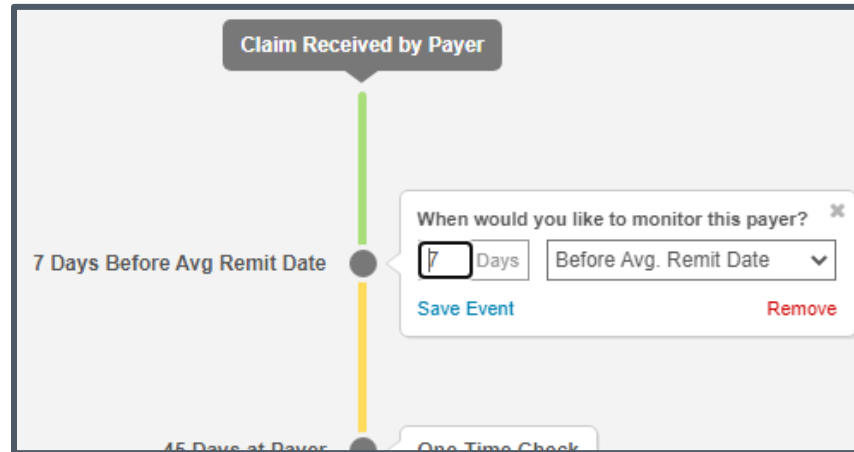 Claim Received by Payer
When would you like to monitor this payer?
7 Days Before Avg Remit Date
7 Days Before Avg. Remit Date
Save Event Remove
45 Days at Payer
One Time Check